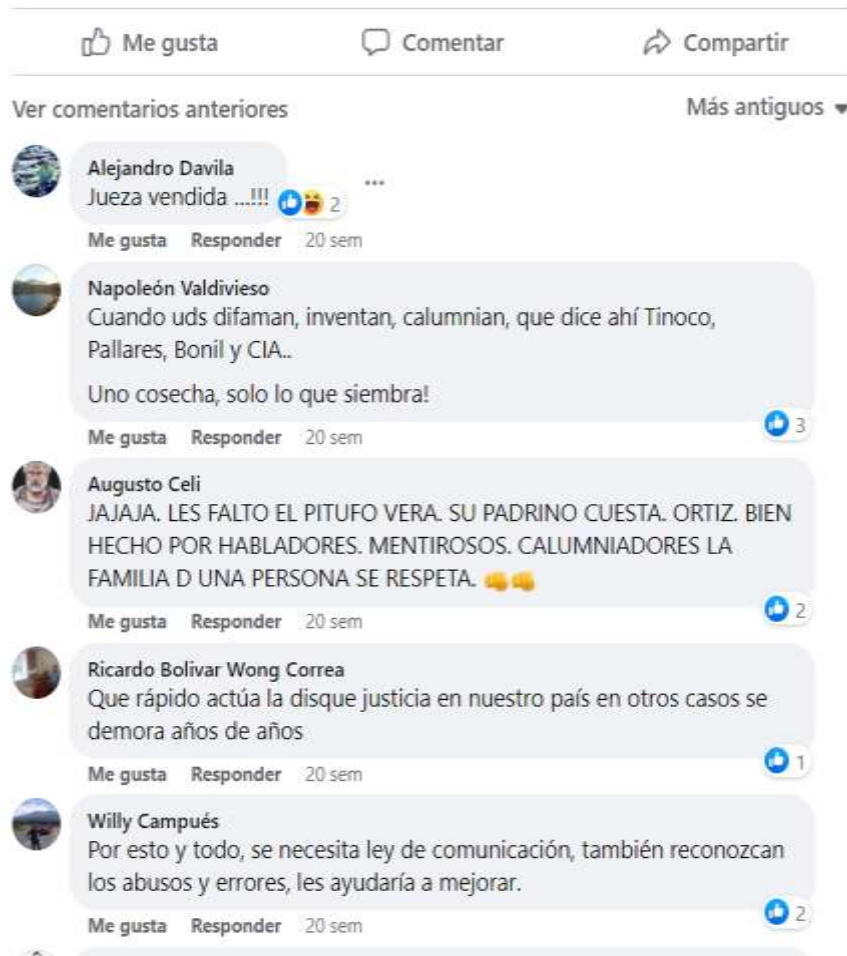 Me gusta
Comentar
Compartir
Ver comentarios anteriores
Más antiguos
Alejandro Davila
Jueza vendida ...!!!
2
Me gusta Responder 20 sem
Napoleón Valdivieso
Cuando uds difaman, inventan, calumnian, que dice ahí Tinoco,
Pallares, Bonil y CIA..
Uno cosecha, solo lo que siembra!
3
Me gusta Responder 20 sem
Augusto Celi
JAJAJA. LES FALTO EL PITUFO VERA. SU PADRINO CUESTA. ORTIZ. BIEN
HECHO POR HABLADORES. MENTIROSOS. CALUMNIADORES LA
FAMILIA D UNA PERSONA SE RESPETA. 👊👊
2
Me gusta Responder 20 sem
Ricardo Bolivar Wong Correa
Que rápido actúa la disque justicia en nuestro país en otros casos se
demora años de años
1
Me gusta Responder 20 sem
Willy Campués
Por esto y todo, se necesita ley de comunicación, también reconozcan
los abusos y errores, les ayudaría a mejorar.
2
Me gusta Responder 20 sem